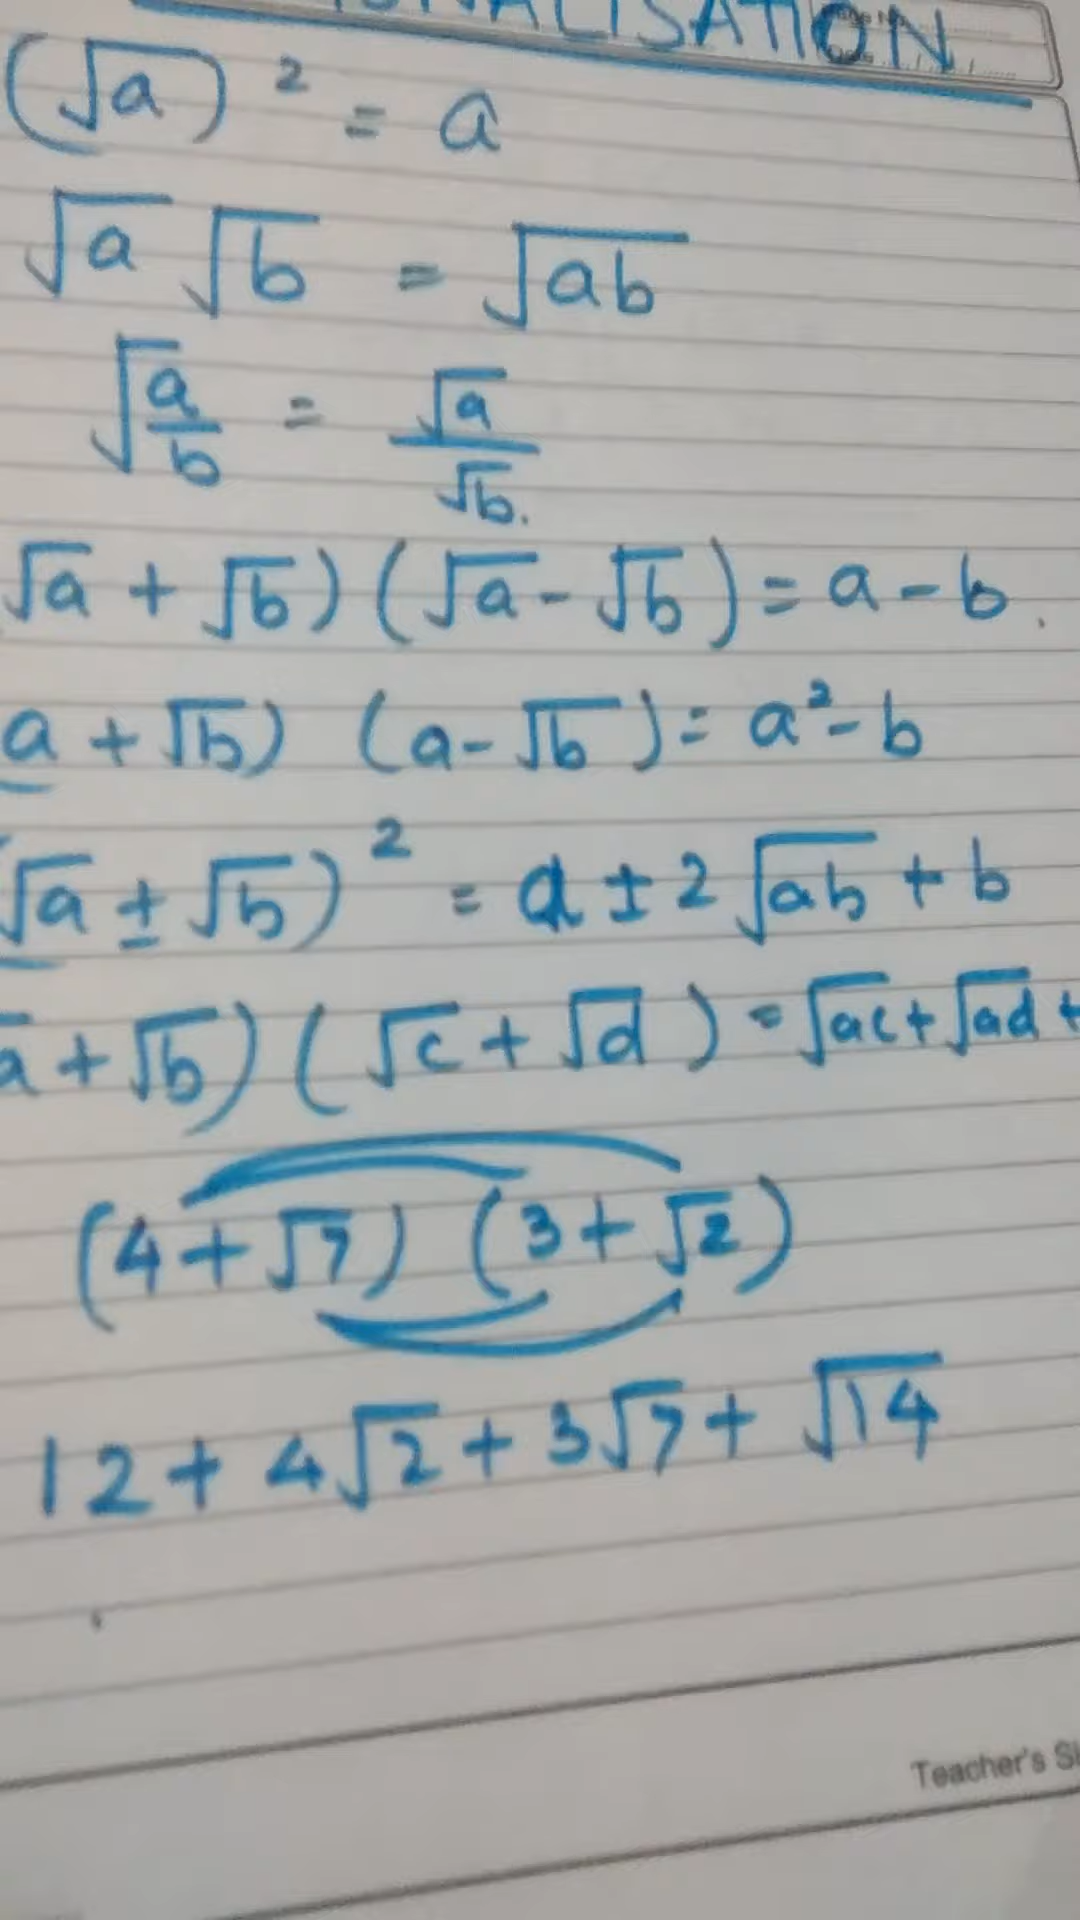 ONALISATION
(√a)² = a
√a √b = √ab
√a/b = √a/√b.
√a + √b) (√a - √b) = a - b.
a + √b) (a - √b) = a² - b
√a ± √b)² = a ± 2√ab + b
a + √b) (√c + √d) = √ac + √ad +
(4 + √7) (3 + √2)
12 + 4√2 + 3√7 + √14
Teacher's Si